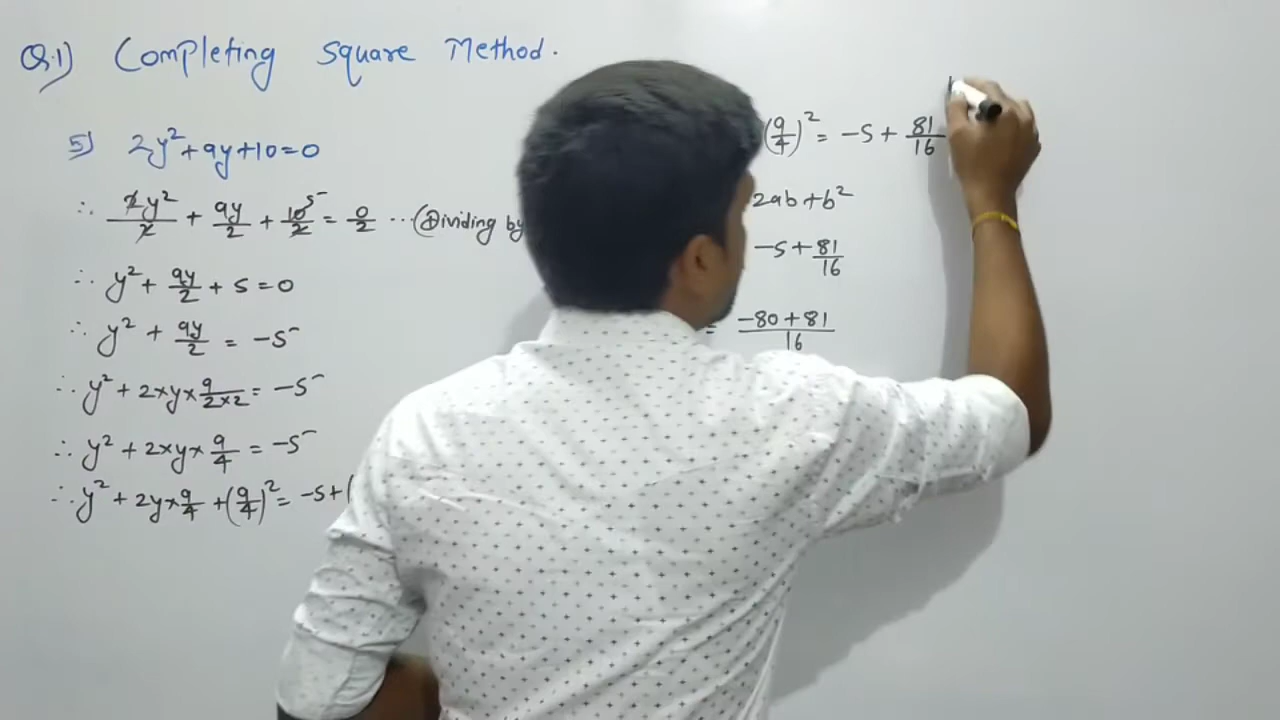 Q.1) Completing Square Method.
5) 2y²+9y+10=0
∴ 2y²/2 + 9y/2 + 10/2 5 = 0/2 ...(Dividing by
∴ y² + 9y/2 + 5 = 0
∴ y² + 9y/2 = -5
∴ y² + 2×y×9/2×2 = -5
∴ y² + 2×y×9/4 = -5
∴ y² + 2y×9/4 + (9/4)² = -5+(
(9/4)² = -5 + 81/16
2ab + b²
-5 + 81/16
= -80 + 81/16